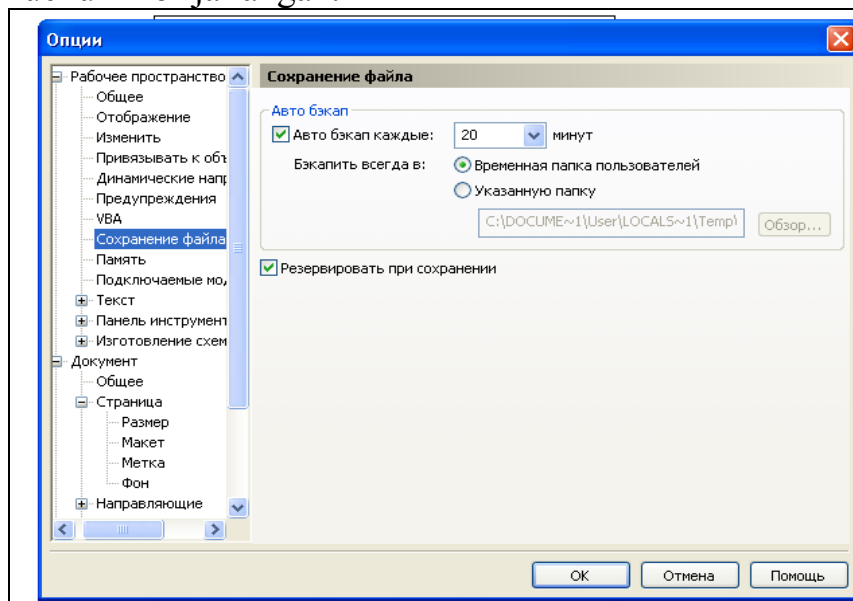 Опции
Рабочее пространство
Общее
Отображение
Изменить
Привязывать к объ
Динамические напр
Предупреждения
VBA
Сохранение файла
Память
Подключаемые мо,
Текст
Панель инструмент
Изготовление схем
Документ
Общее
Страница
Размер
Макет
Метка
Фон
Направляющие
Сохранение файла
Авто бэкап
Авто бэкап каждые: 20 минут
Бэкапить всегда в: Временная папка пользователей
Указанную папку
C:\DOCUME~1\User\LOCALS~1\Temp\ Обзор...
Резервировать при сохранении
ОК Отмена Помощь